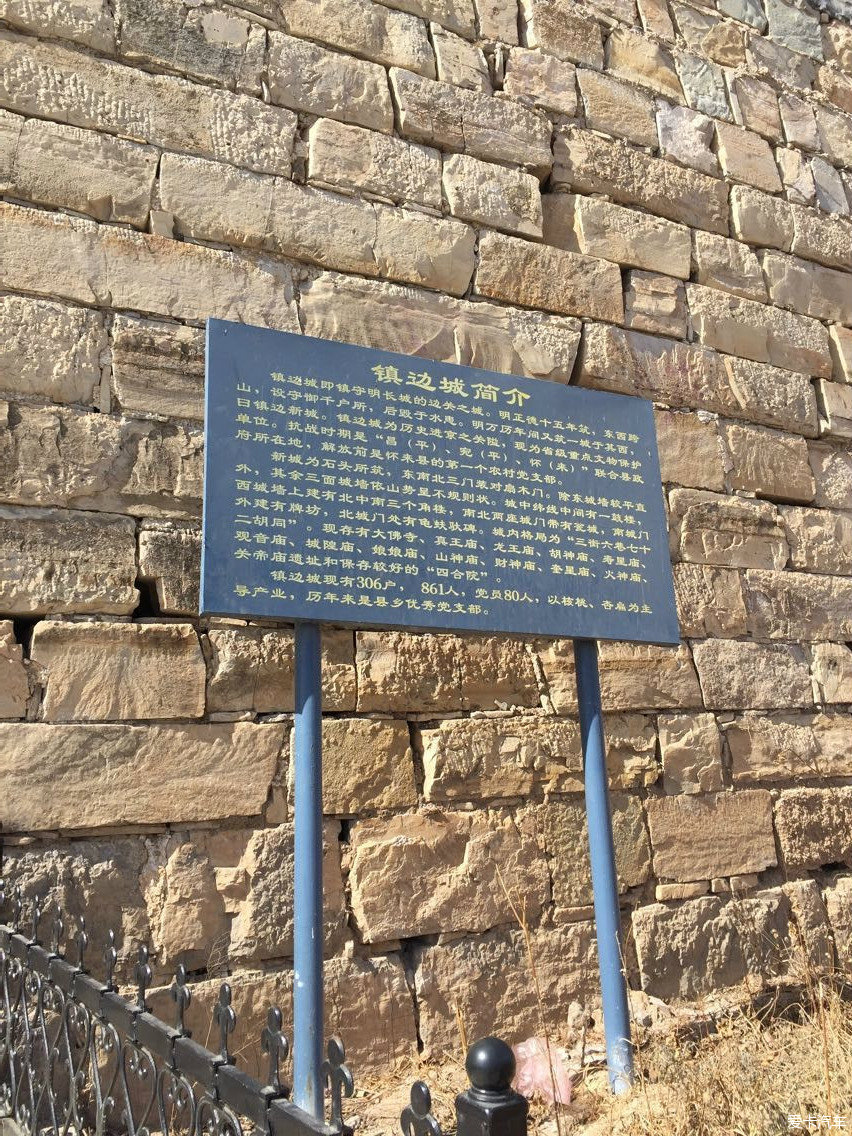 镇边城简介
镇边城即镇守明长城的边关之城。明正德十五年筑，东西跨
山，设守御千户所，后毁于水患。明万历年间又筑一城于其西，
曰镇边新城。镇边城为历史进京之关隘，现为省级重点文物保护
单位。抗战时期是“昌（平）、宛（平）、怀（来）”联合县政
府所在地，解放前是怀来县的第一个农村党支部。
新城为石头所筑，东南北三门装对扇木门。除东城墙较平直
外，其余三面城墙依山势呈不规则状。城中纬线中间有一鼓楼，
西城墙上建有北中南三个角楼，南北两座城门带有瓮城，南城门
外建有牌坊，北城门处有龟蚨驮碑。城内格局为“三街六巷七十
二胡同”。现存有大佛寺、真王庙、龙王庙、胡神庙、寿星庙、
观音庙、城隍庙、娘娘庙、山神庙、财神庙、奎星庙、火神庙、
关帝庙遗址和保存较好的“四合院”。
镇边城现有306户，861人，党员80人，以核桃、杏扁为主
导产业，历年来是县乡优秀党支部。
爱卡汽车